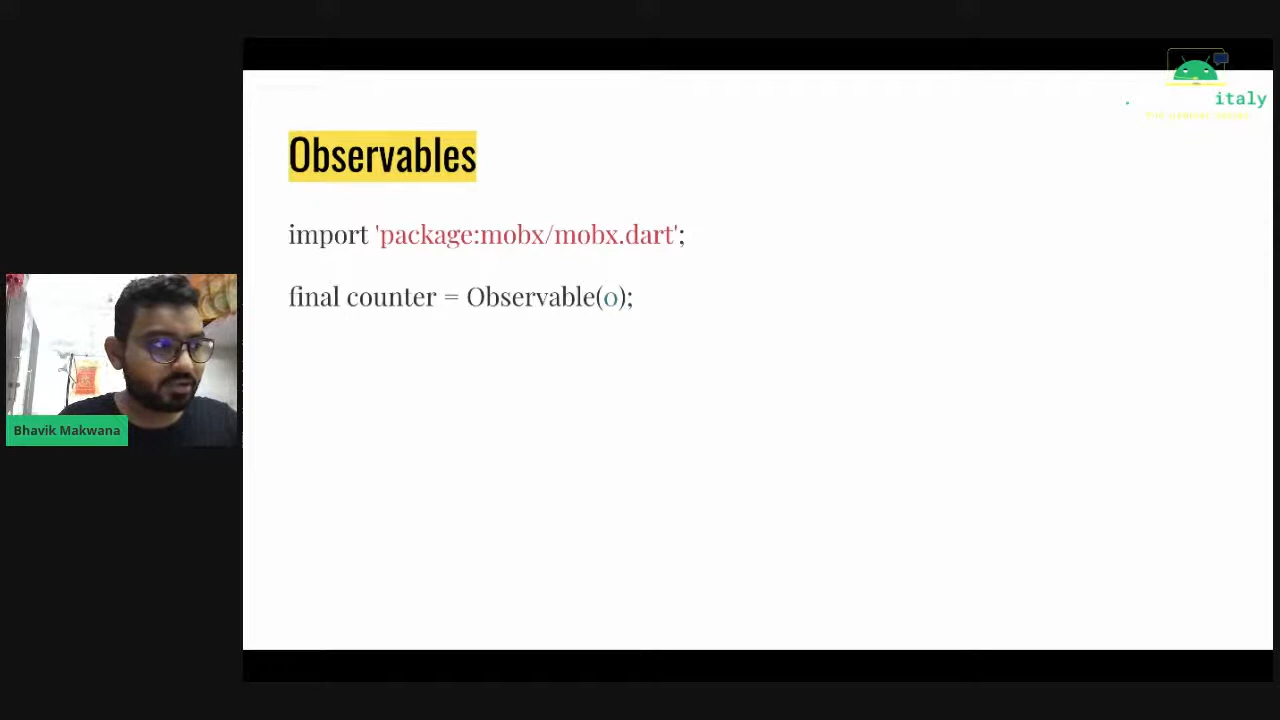 italy
Observables
import 'package:mobx/mobx.dart';
final counter = Observable(0);
Bhavik Makwana